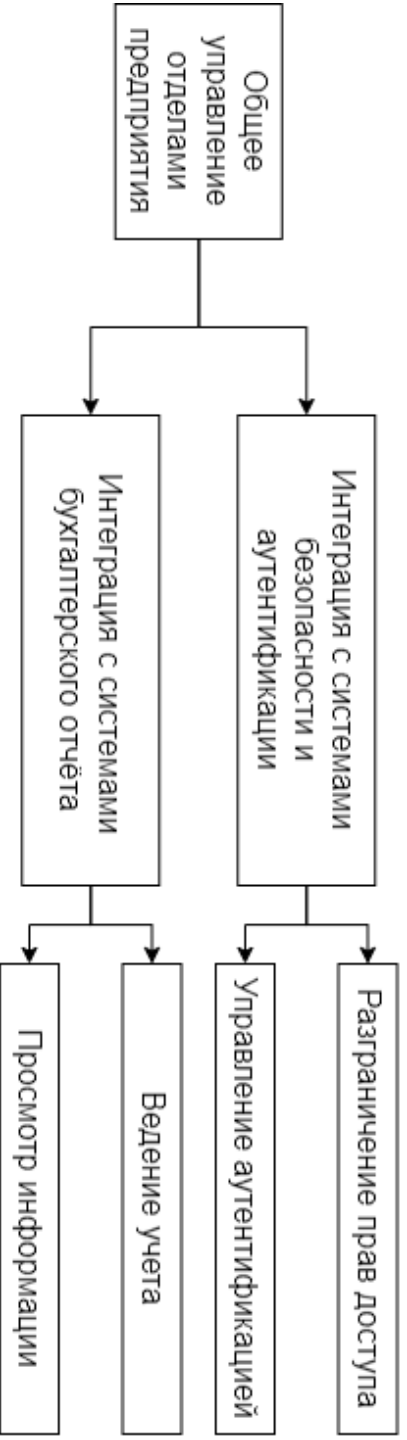 Общее
управление
отделами
предприятия
Интеграция с системами
безопасности и
аутентификации
Интеграция с системами
бухгалтерского отчёта
Разграничение прав доступа
Управление аутентификацией
Ведение учета
Просмотр информации